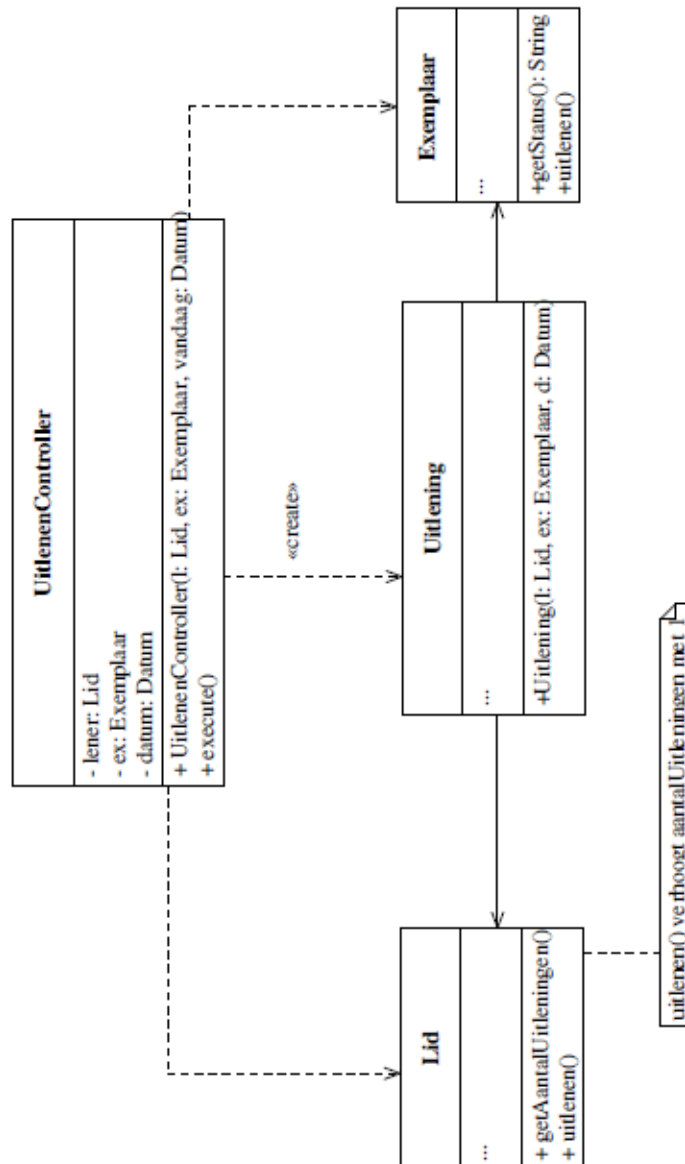 UitlenenController
- lener: Lid
- ex: Exemplaar
- datum: Datum
+ UitlenenController(l: Lid, ex: Exemplaar, vandaag: Datum)
+ execute()
«create»
Lid
...
+ getAantalUitleningen()
+ uitlenen()
Uitlening
...
+Uitlening(l: Lid, ex: Exemplaar, d: Datum)
Exemplaar
...
+getStatus(): String
+uitlenen()
uitlenen() verhoogt aantalUitleningen met 1